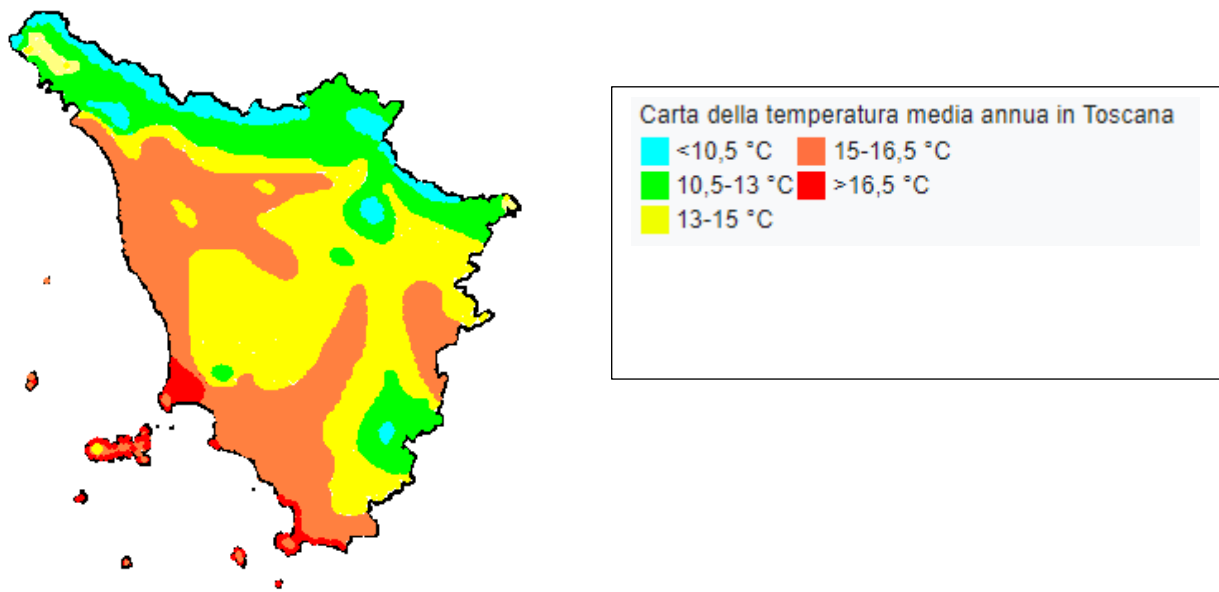 Carta della temperatura media annua in Toscana
<10,5 °C 15-16,5 °C
10,5-13 °C >16,5 °C
13-15 °C